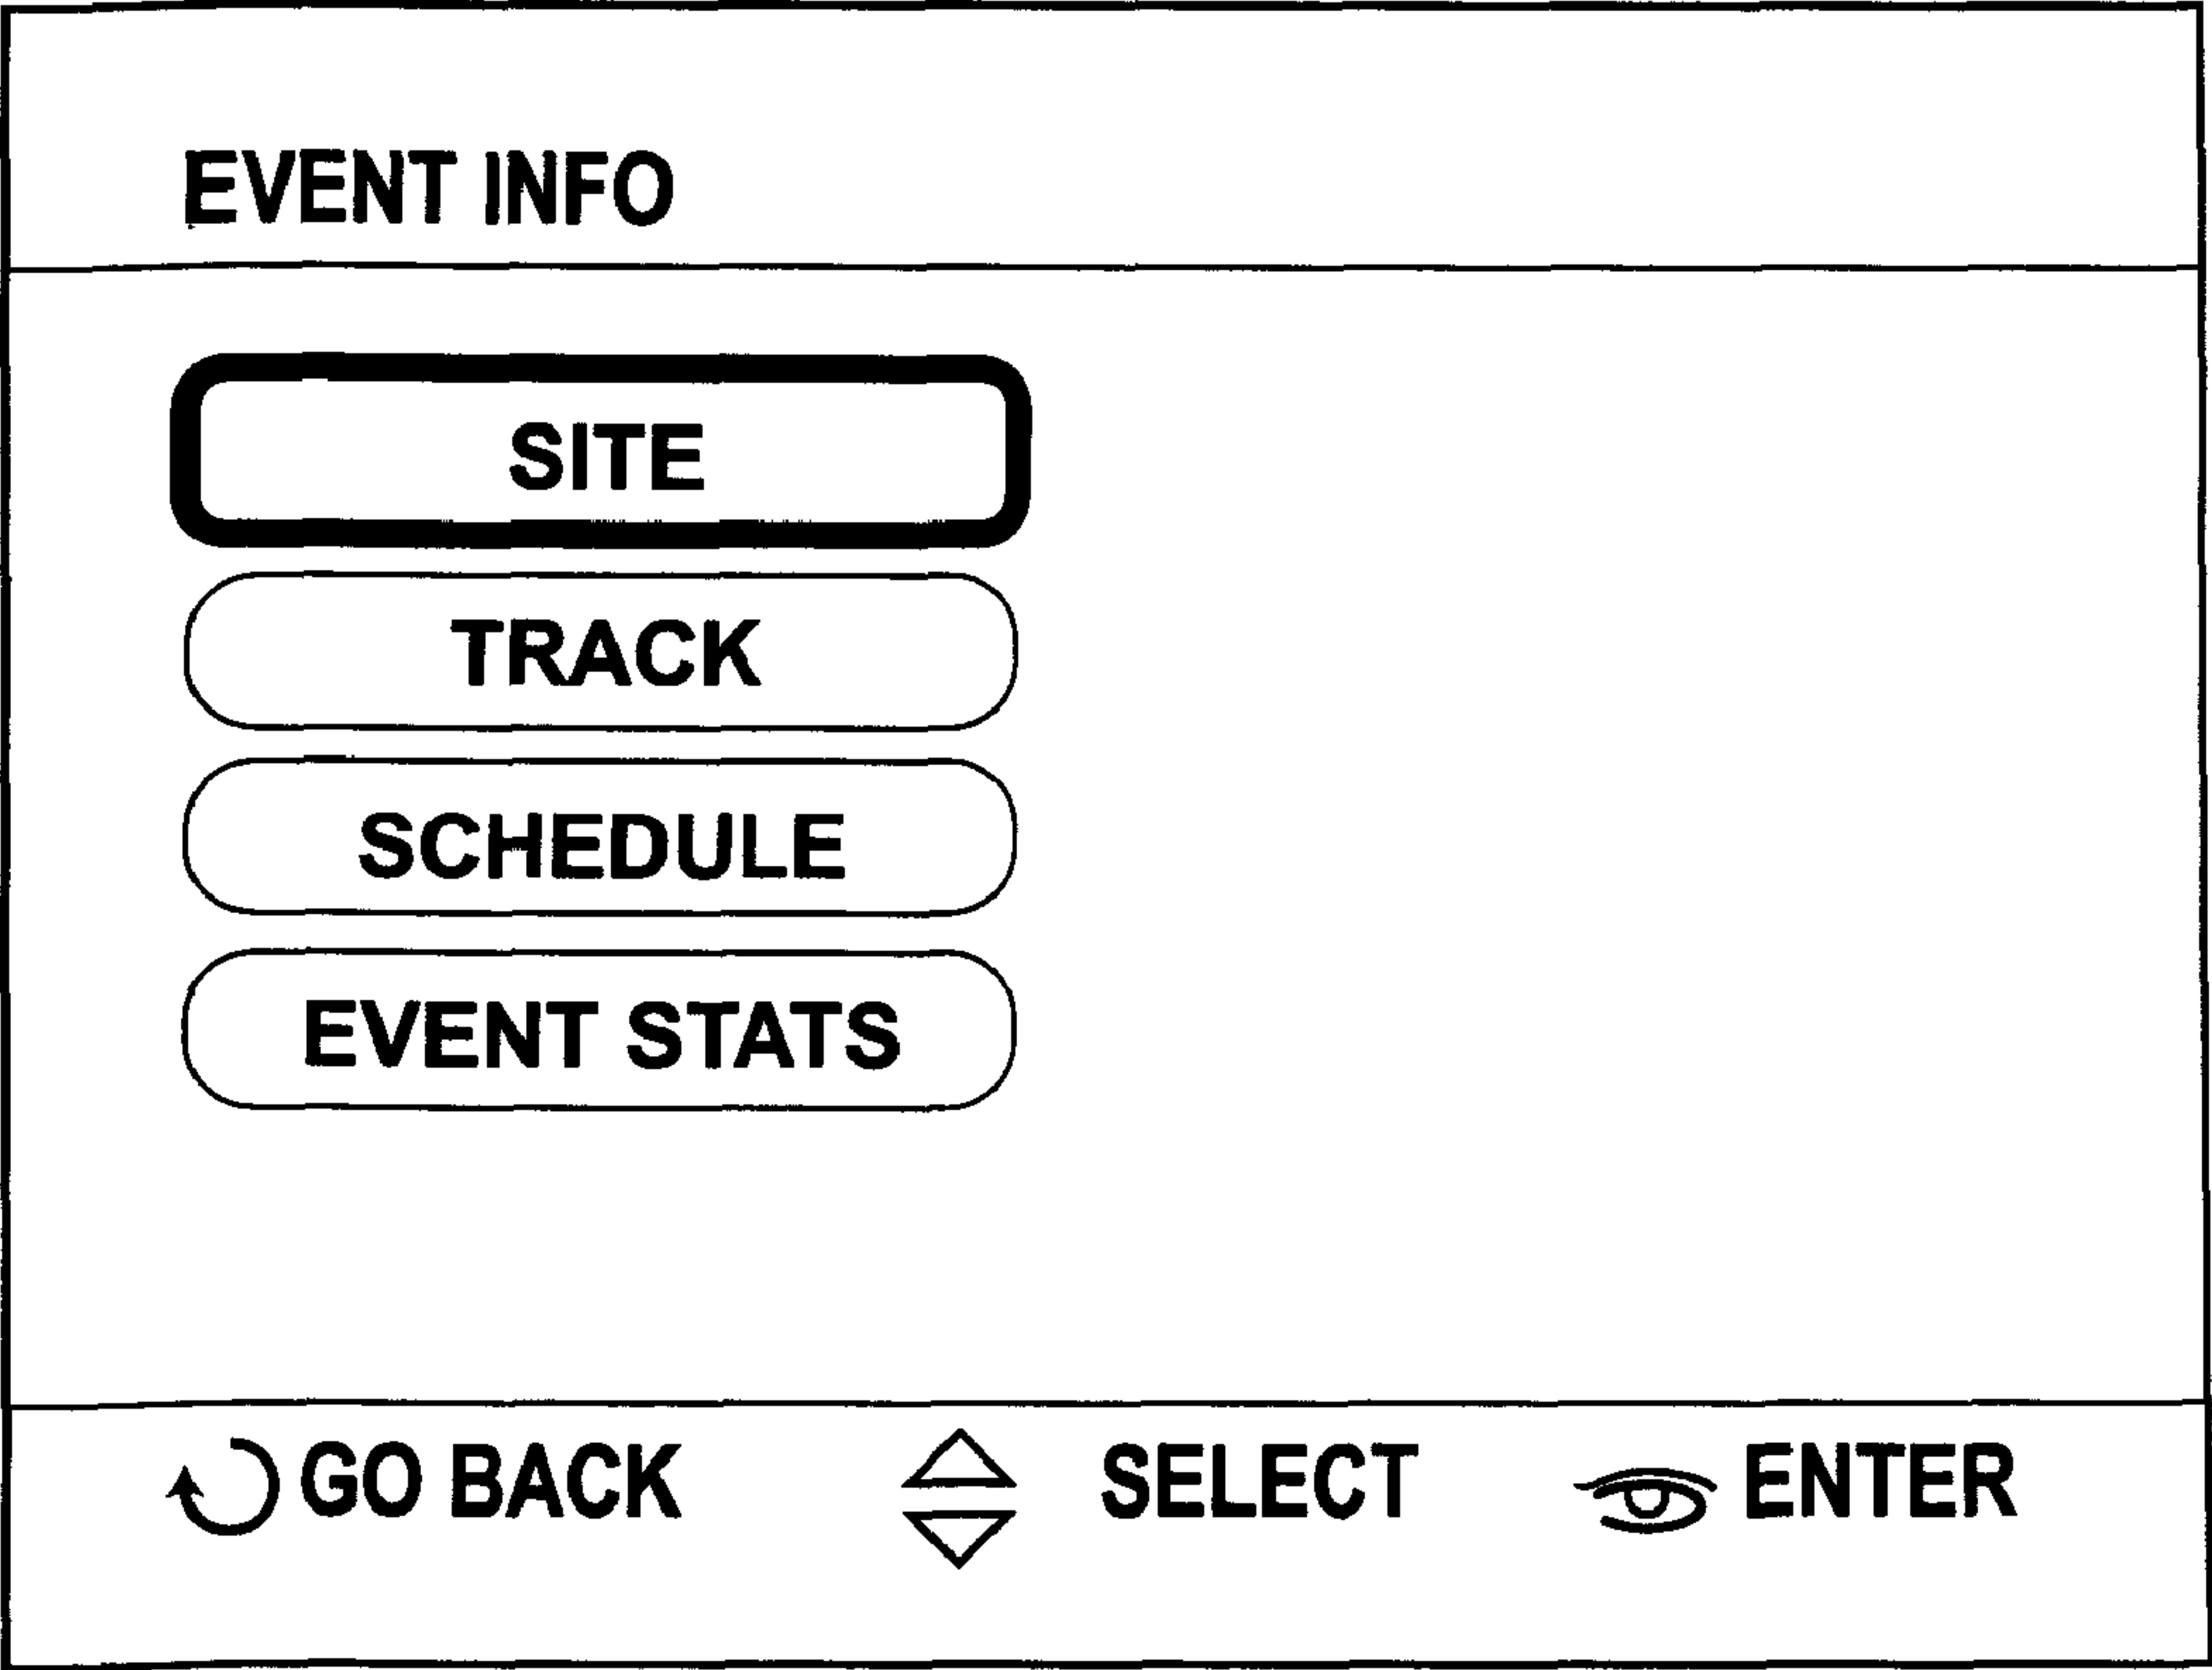 EVENT INFO
SITE
TRACK
SCHEDULE
EVENT STATS
GO BACK SELECT ENTER